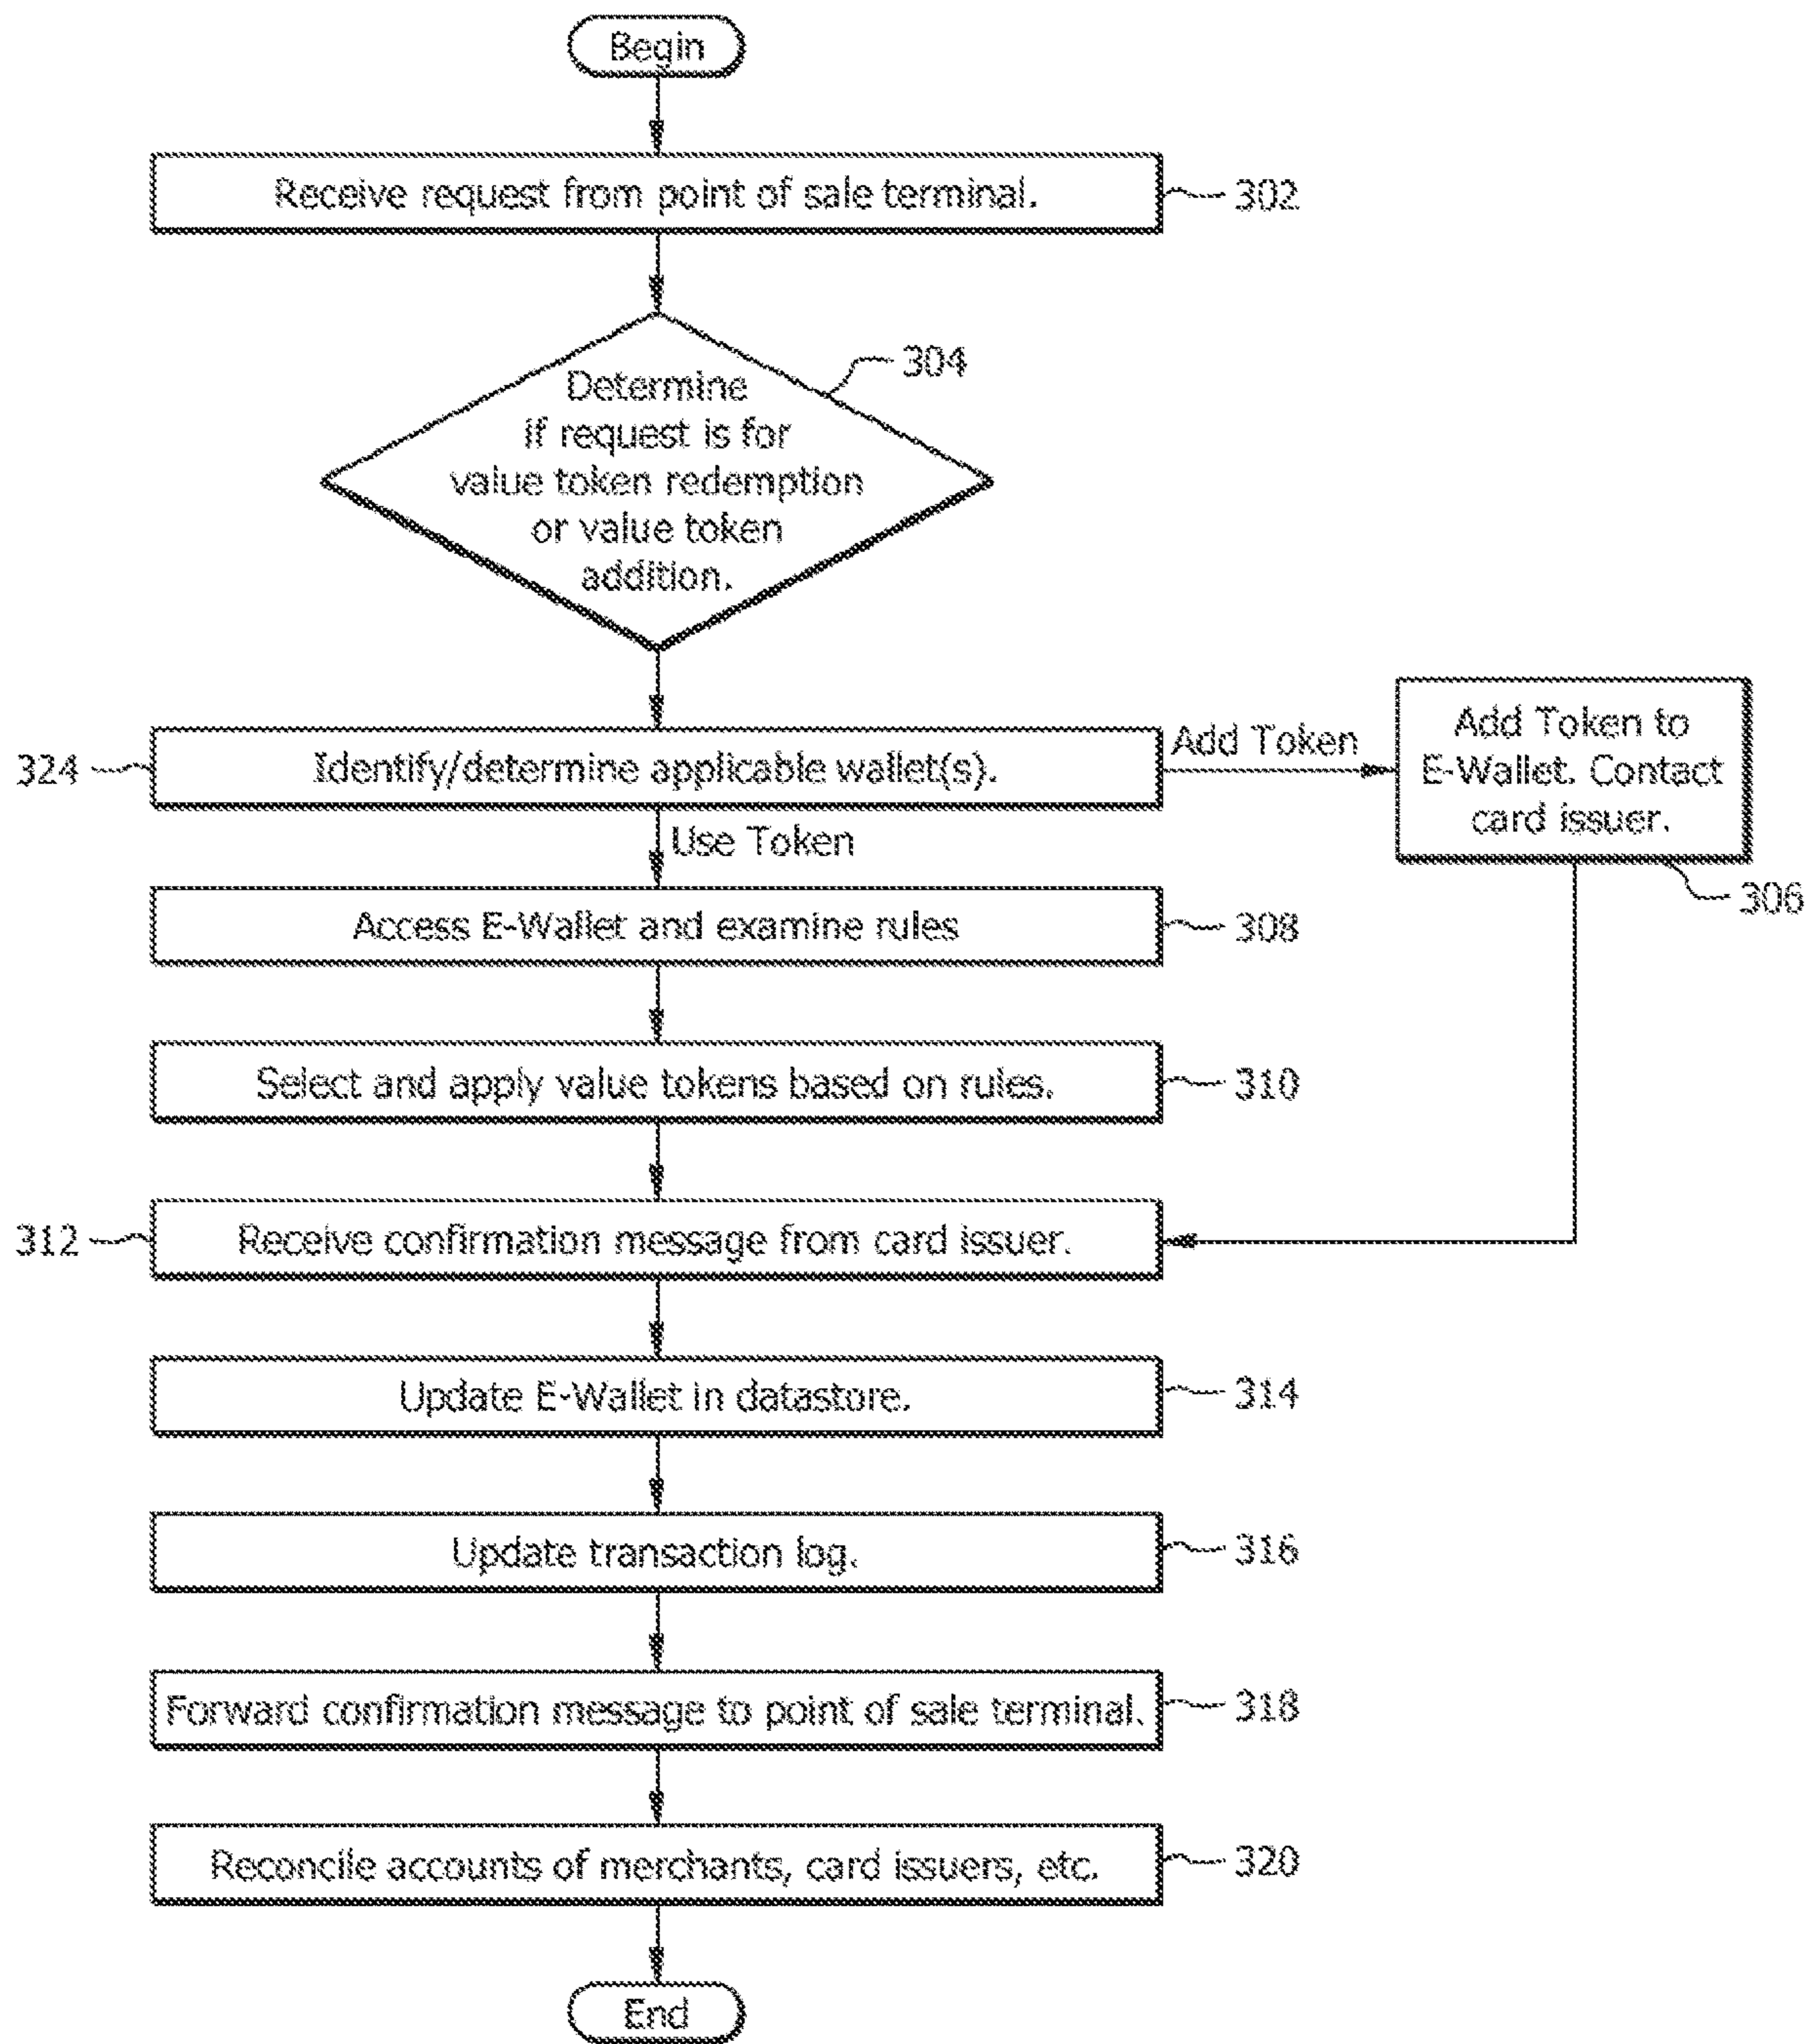 Begin
Receive request from point of sale terminal.
302
304
Determine
if request is for
value token redemption
or value token
addition.
324
Identify/determine applicable wallet(s).
Add Token
Add Token to
E-Wallet. Contact
card issuer.
306
Use Token
Access E-Wallet and examine rules
308
Select and apply value tokens based on rules.
310
312
Receive confirmation message from card issuer.
Update E-Wallet in datastore.
314
Update transaction log.
316
Forward confirmation message to point of sale terminal.
318
Reconcile accounts of merchants, card issuers, etc.
320
End